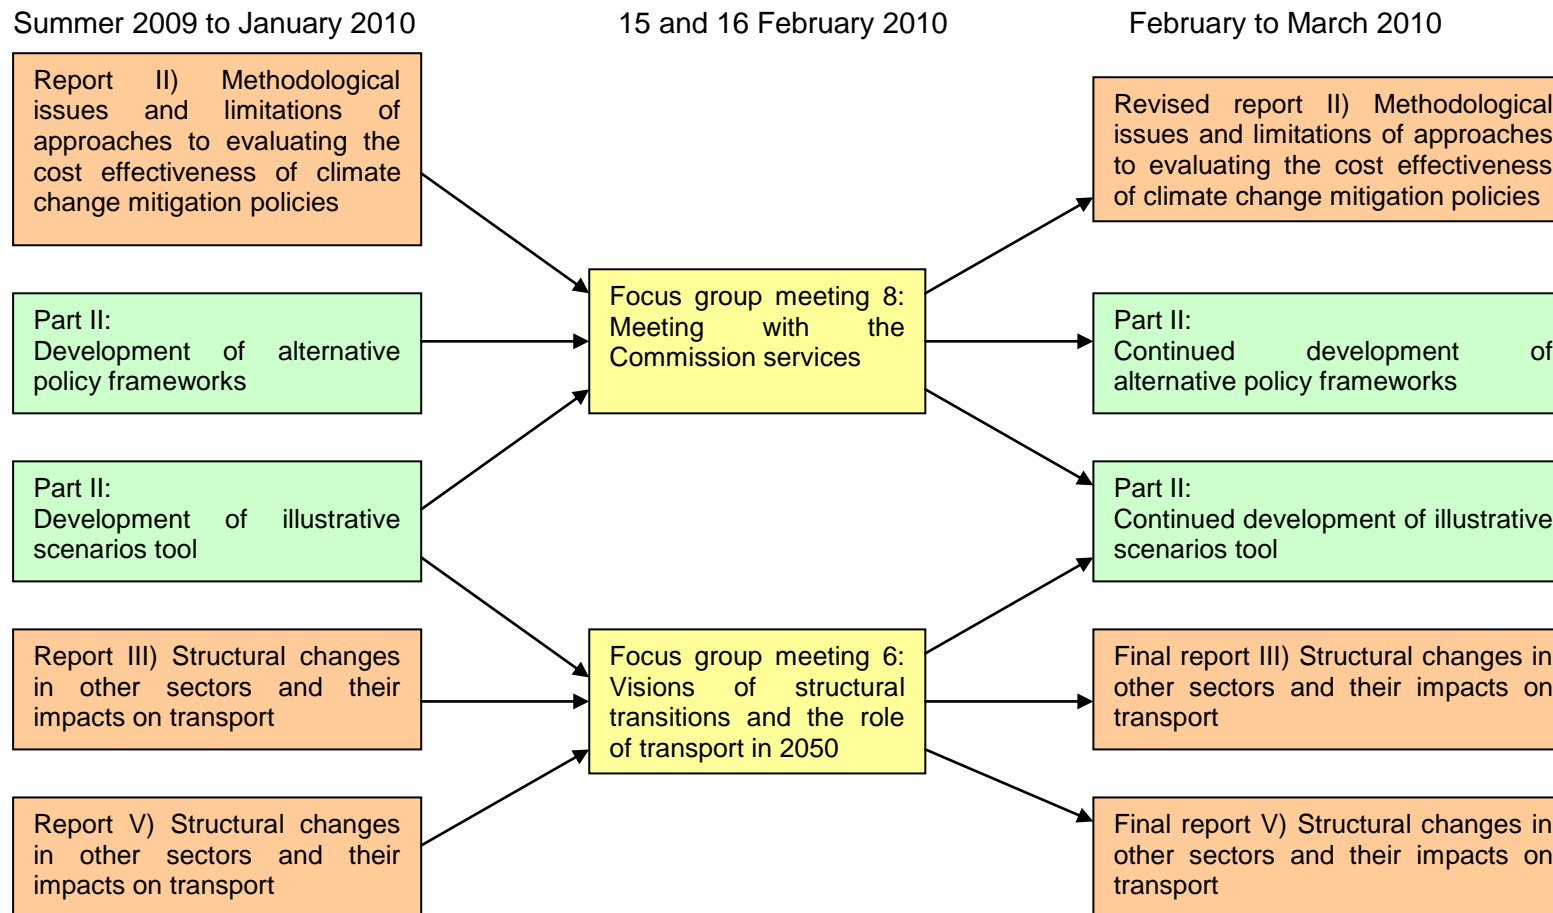 Summer 2009 to January 2010
15 and 16 February 2010
February to March 2010
Report II) Methodological
issues and limitations of
approaches to evaluating the
cost effectiveness of climate
change mitigation policies
Part II:
Development of alternative
policy frameworks
Part II:
Development of illustrative
scenarios tool
Report III) Structural changes
in other sectors and their
impacts on transport
Report V) Structural changes
in other sectors and their
impacts on transport
Focus group meeting 8:
Meeting with the
Commission services
Focus group meeting 6:
Visions of structural
transitions and the role
of transport in 2050
Revised report II) Methodological
issues and limitations of approaches
to evaluating the cost effectiveness
of climate change mitigation policies
Part II:
Continued development of
alternative policy frameworks
Part II:
Continued development of illustrative
scenarios tool
Final report III) Structural changes in
other sectors and their impacts on
transport
Final report V) Structural changes in
other sectors and their impacts on
transport